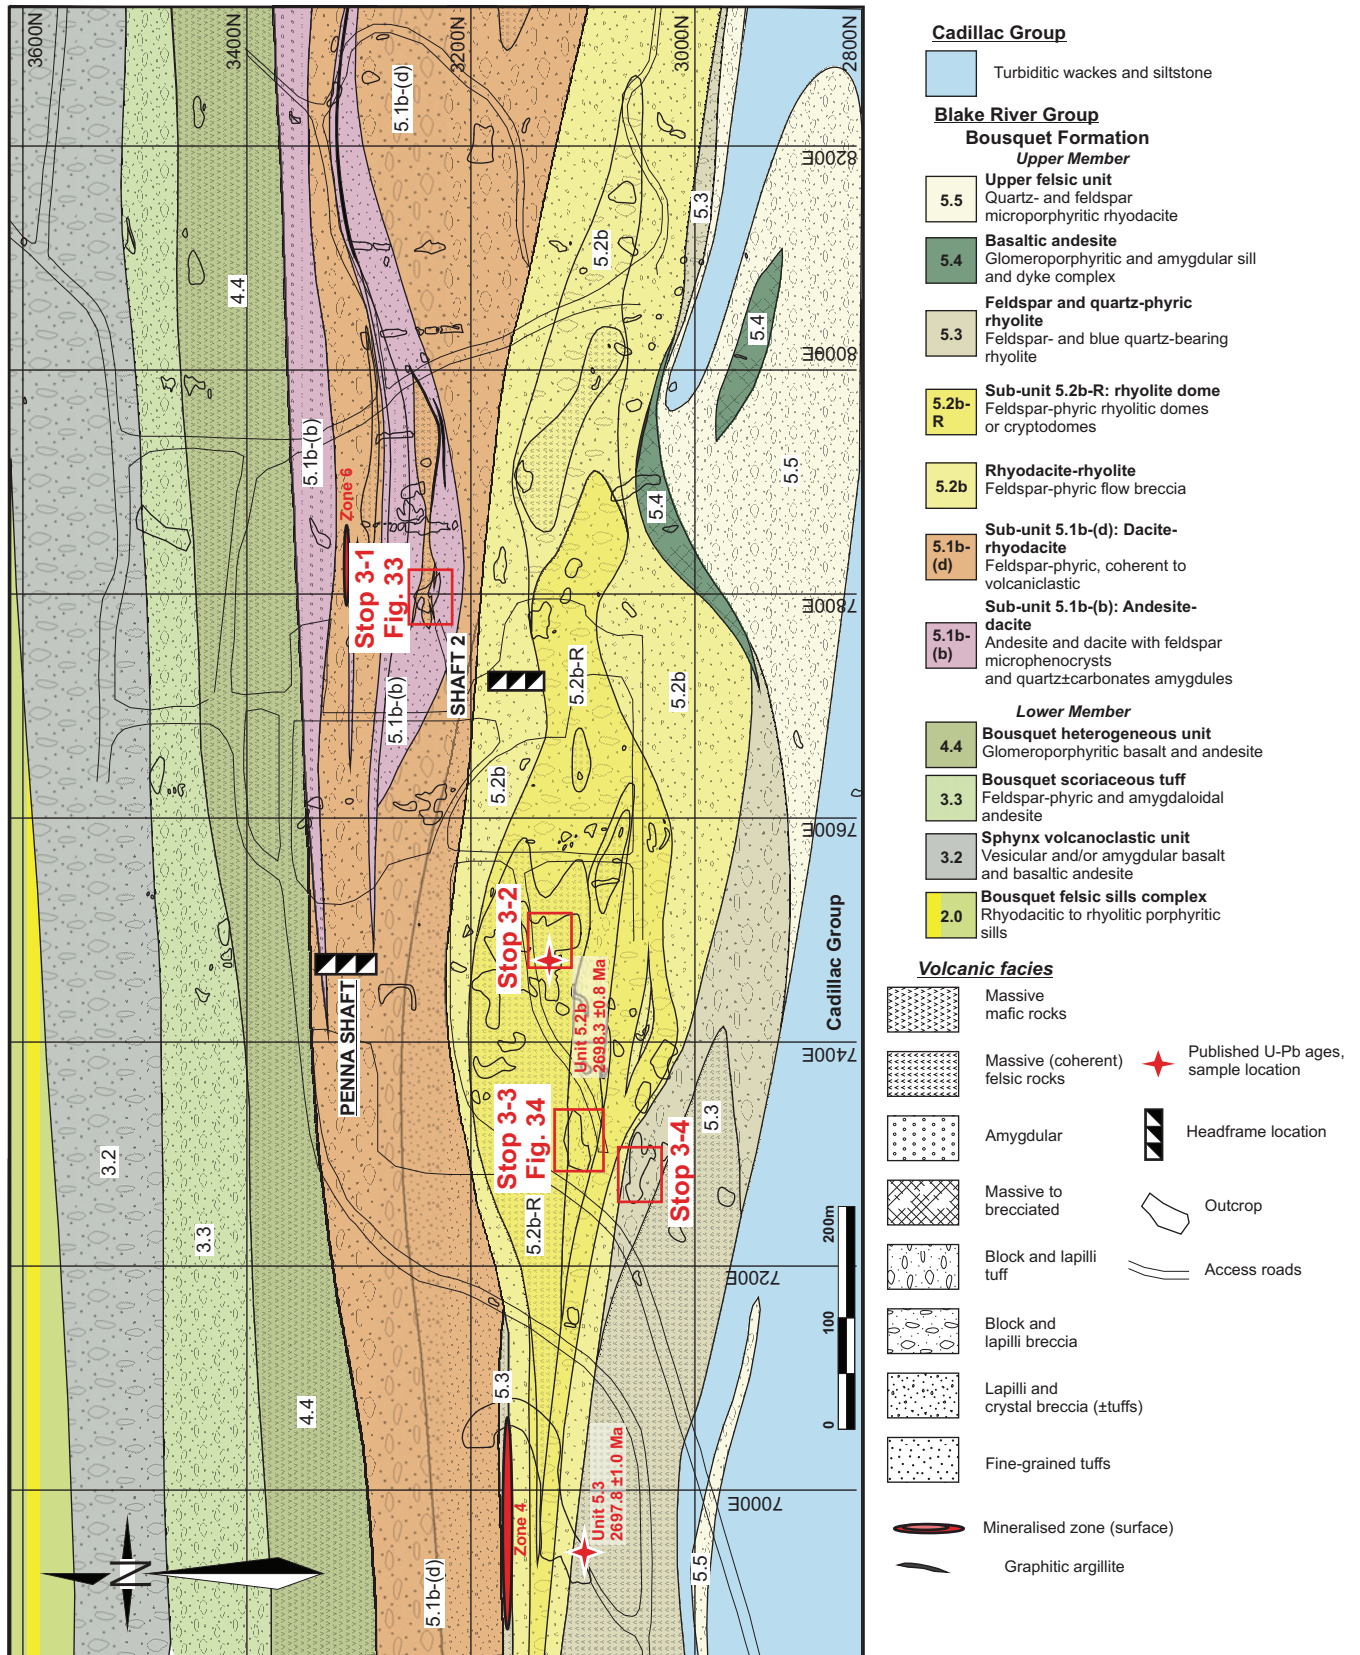 3600N
3400N
3200N
3000N
2800N
8200E
8000E
7800E
7600E
7400E
7200E
7000E
5.1b-(d)
5.3
5.2b
4.4
5.4
5.1b-(b)
Zone 6
5.5
5.4
Stop 3-1
Fig. 33
SHAFT 2
5.2b-R
5.2b
5.1b-(b)
5.2b
Stop 3-2
PENNA SHAFT
Unit 5.2b
2698.3 ±0.8 Ma
Cadillac Group
Stop 3-3
Fig. 34
5.3
Stop 3-4
3.2
3.3
5.2b-R
200m
100
0
4.4
5.3
Zone 4
Unit 5.3
2697.8 ±1.0 Ma
5.5
5.1b-(d)
N
Cadillac Group
Turbiditic wackes and siltstone
Blake River Group
Bousquet Formation
Upper Member
5.5
Upper felsic unit
Quartz- and feldspar
microporphyritic rhyodacite
5.4
Basaltic andesite
Glomeroporphyritic and amygdular sill
and dyke complex
5.3
Feldspar and quartz-phyric
rhyolite
Feldspar- and blue quartz-bearing
rhyolite
5.2b-
R
Sub-unit 5.2b-R: rhyolite dome
Feldspar-phyric rhyolitic domes
or cryptodomes
5.2b
Rhyodacite-rhyolite
Feldspar-phyric flow breccia
5.1b-
(d)
Sub-unit 5.1b-(d): Dacite-
rhyodacite
Feldspar-phyric, coherent to
volcaniclastic
5.1b-
(b)
Sub-unit 5.1b-(b): Andesite-
dacite
Andesite and dacite with feldspar
microphenocrysts
and quartz±carbonates amygdules
Lower Member
4.4
Bousquet heterogeneous unit
Glomeroporphyritic basalt and andesite
3.3
Bousquet scoriaceous tuff
Feldspar-phyric and amygdaloidal
andesite
3.2
Sphynx volcanoclastic unit
Vesicular and/or amygdular basalt
and basaltic andesite
2.0
Bousquet felsic sills complex
Rhyodacitic to rhyolitic porphyritic
sills
Volcanic facies
Massive
mafic rocks
Massive (coherent)
felsic rocks
Amygdular
Massive to
brecciated
Block and lapilli
tuff
Block and
lapilli breccia
Lapilli and
crystal breccia (±tuffs)
Fine-grained tuffs
Mineralised zone (surface)
Graphitic argillite
Published U-Pb ages,
sample location
Headframe location
Outcrop
Access roads